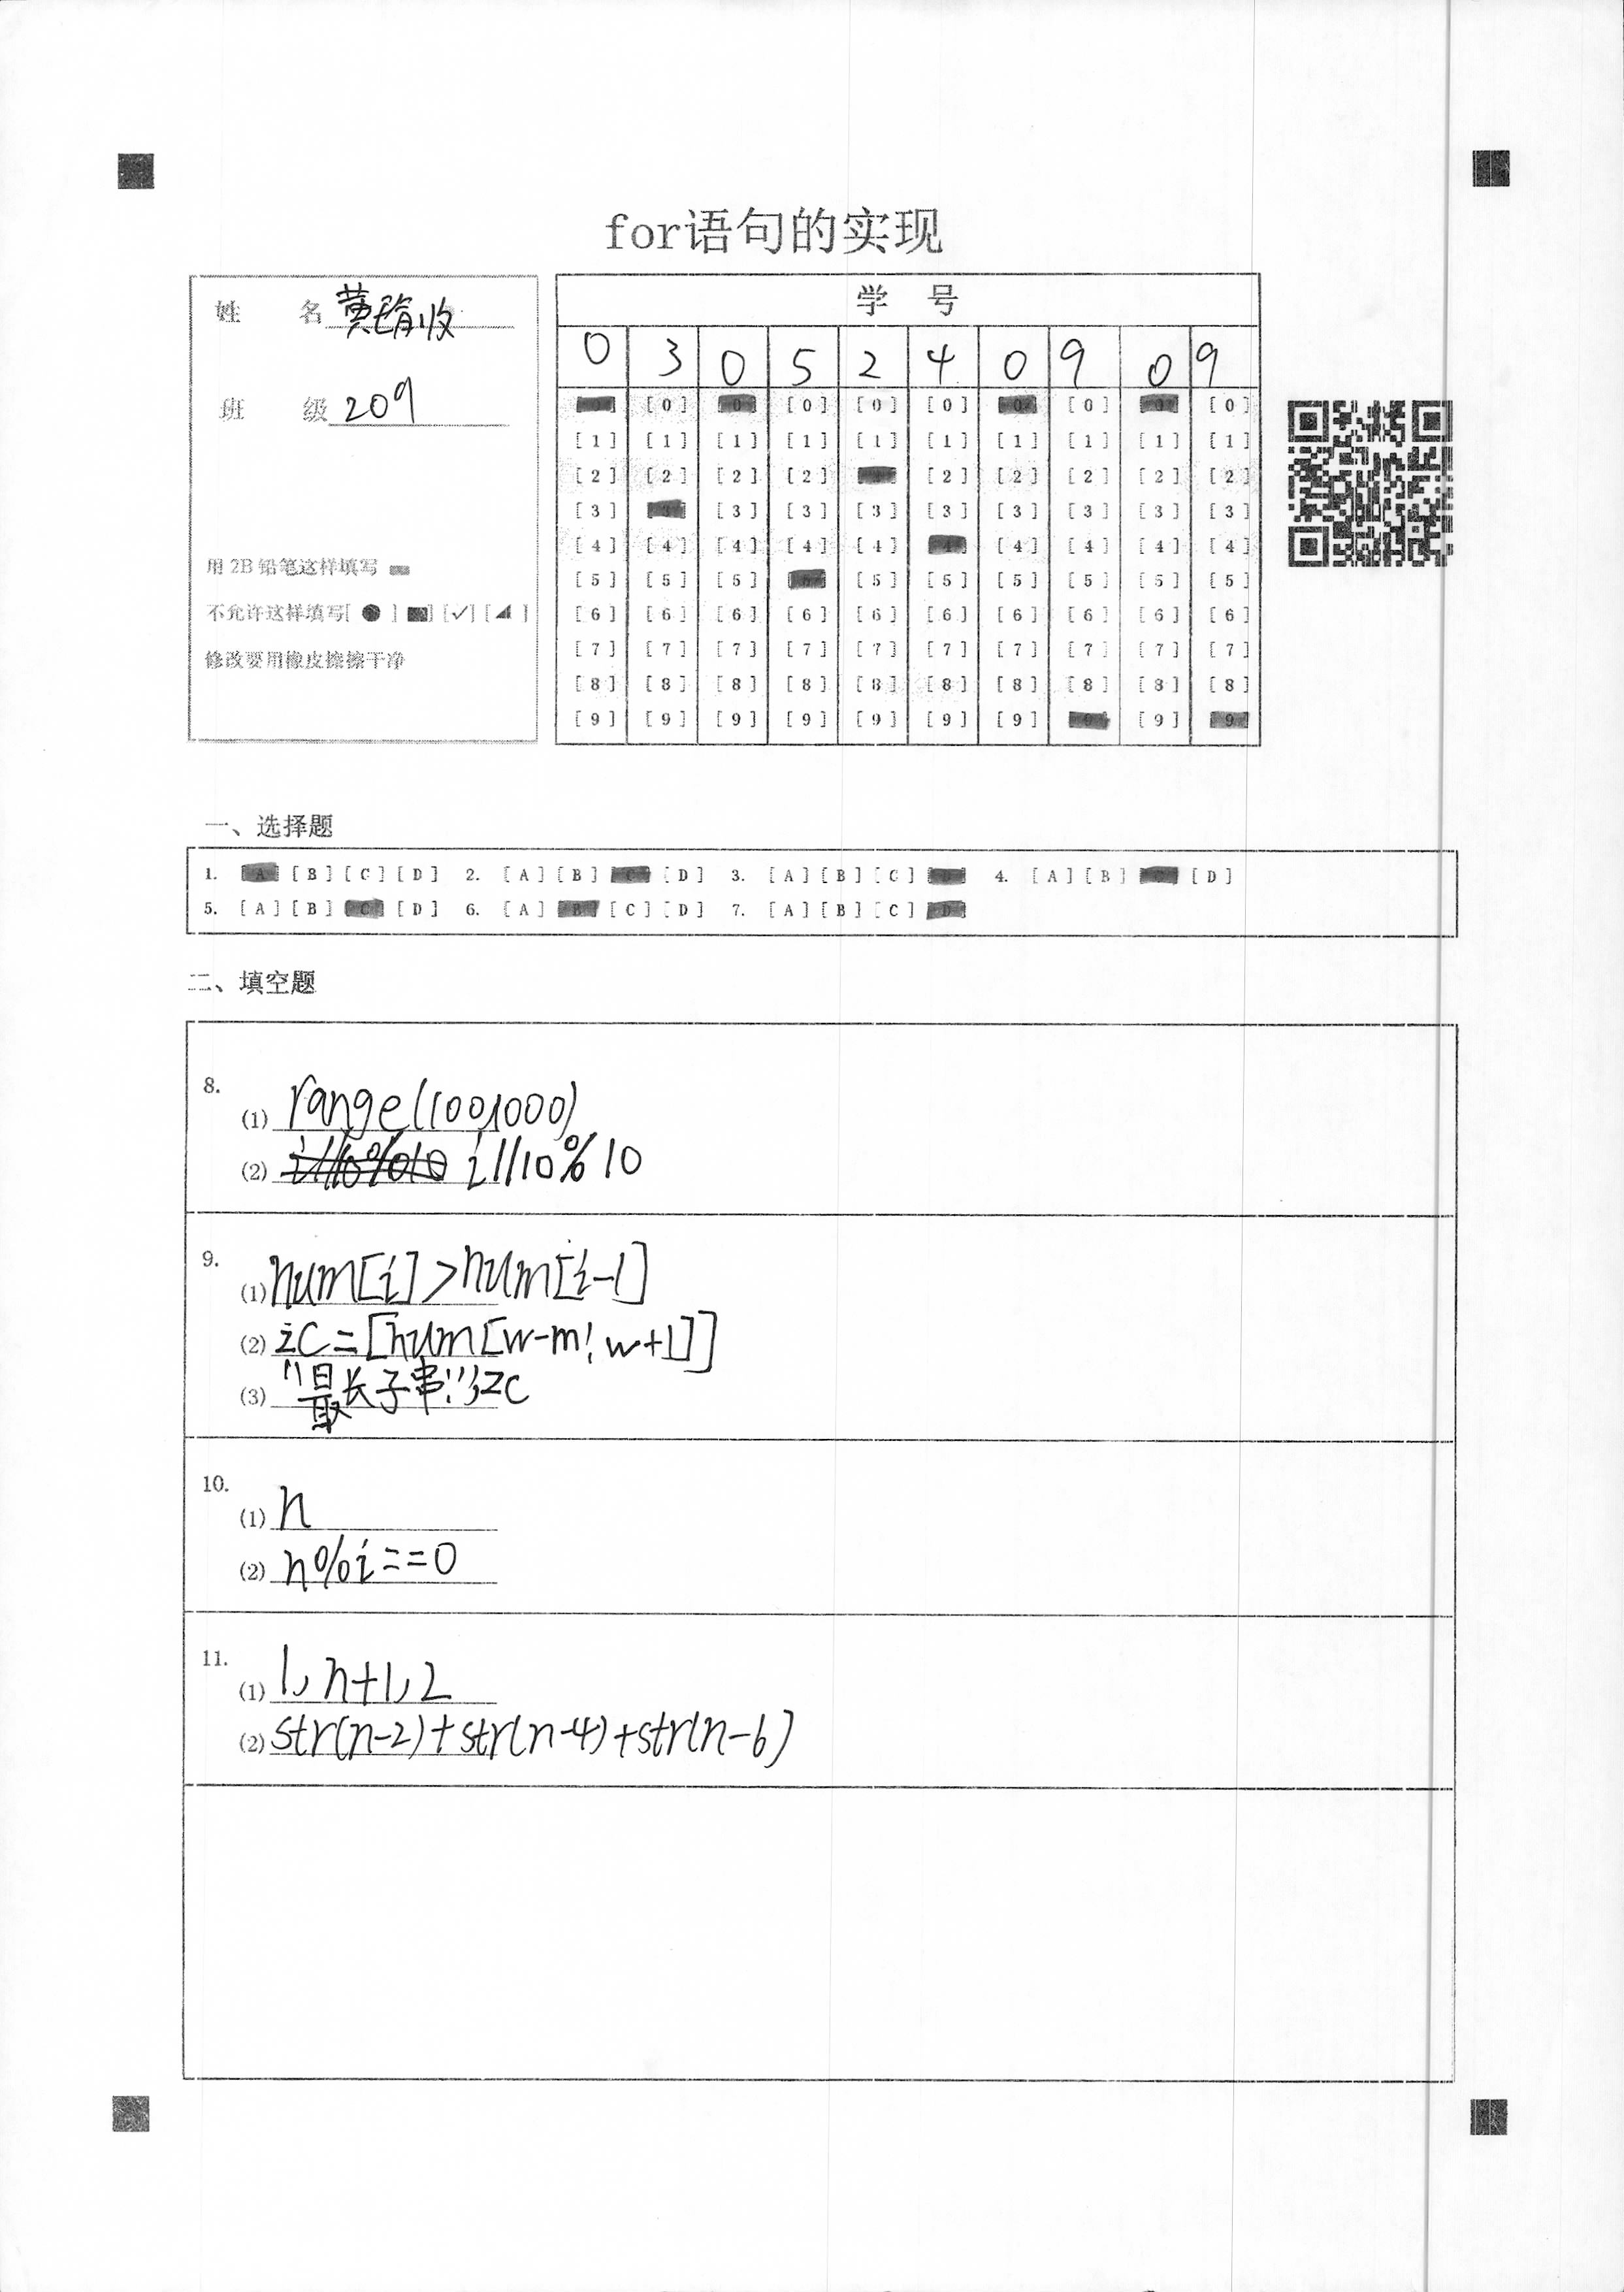 for语句的实现
姓 名 黄
班 级 209
用 2B 铅笔这样填写
不允许这样填写[ ● ] [■] [✓] [◢ ]
修改要用橡皮擦擦干净
学 号
0 3 0 5 2 4 0 9 0 9
[0] [0] [0] [0] [0] [0] [0] [0] [0] [0]
[1] [1] [1] [1] [1] [1] [1] [1] [1] [1]
[2] [2] [2] [2] [2] [2] [2] [2] [2]
[3] [3] [3] [3] [3] [3] [3] [3] [3] [3]
[4] [4] [4] [4] [4] [4] [4] [4] [4] [4]
[5] [5] [5] [5] [5] [5] [5] [5] [5] [5]
[6] [6] [6] [6] [6] [6] [6] [6] [6] [6]
[7] [7] [7] [7] [7] [7] [7] [7] [7] [7]
[8] [8] [8] [8] [8] [8] [8] [8] [8] [8]
[9] [9] [9] [9] [9] [9] [9] [9] [9] [9]
一、选择题
1. [A] [B] [C] [D] 2. [A] [B] [C] [D] 3. [A] [B] [C] [D] 4. [A] [B] [C] [D]
5. [A] [B] [C] [D] 6. [A] [B] [C] [D] 7. [A] [B] [C] [D]
二、填空题
8.
(1) range(100,1000)
(2) i//10%10 i//10%10
9.
(1) num[i]>num[i-1]
(2) zc=[num[w-m:w+1]]
(3) "最长子串:",zc
10.
(1) n
(2) n%i==0
11.
(1) 1,n+1,2
(2) str(n-2)+str(n-4)+str(n-6)